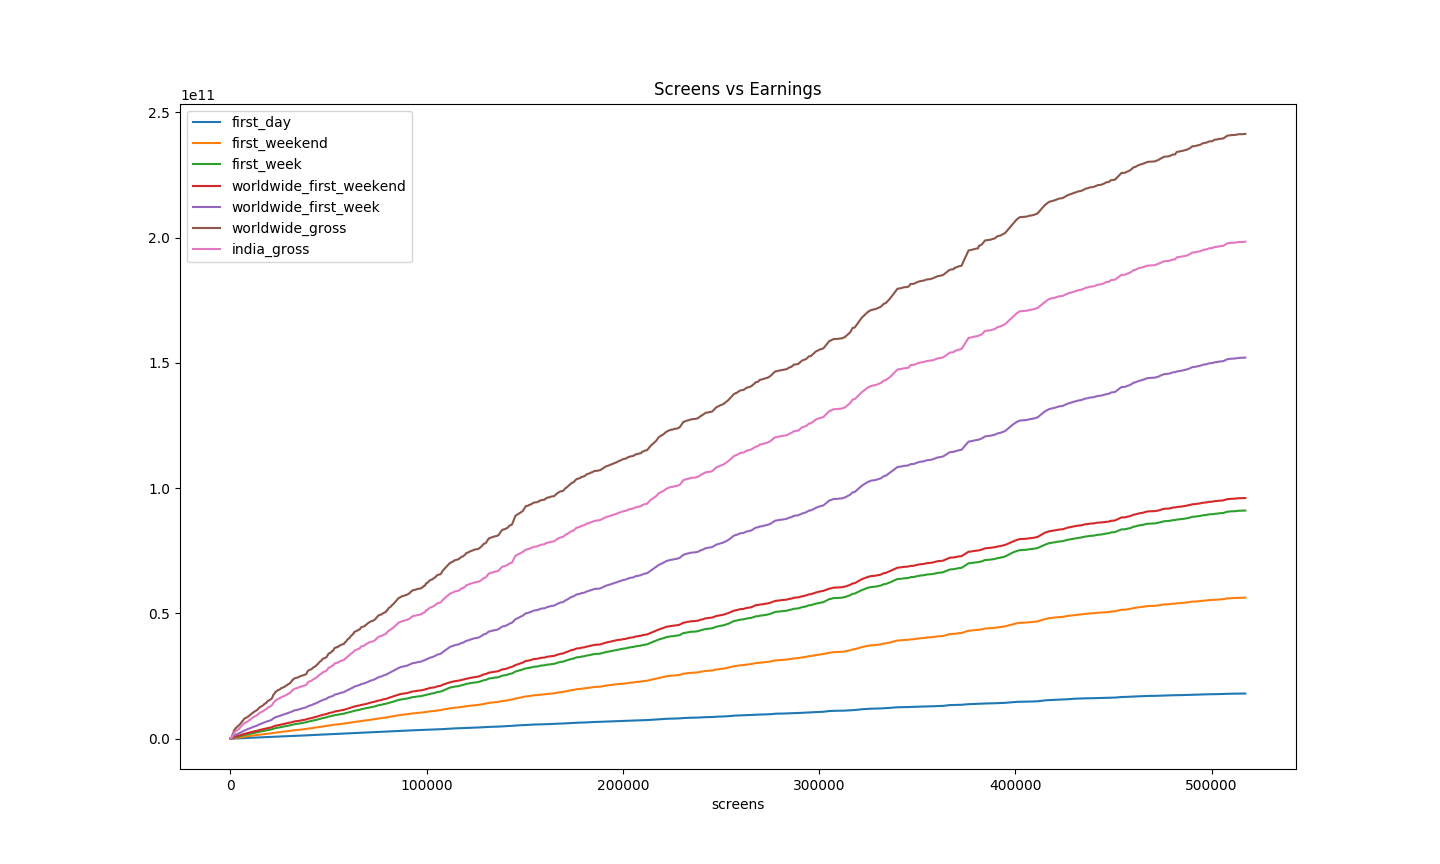 Screens vs Earnings
1e11
2.5
2.0
1.5
1.0
0.5
0.0
first_day
first_weekend
first_week
worldwide_first_weekend
worldwide_first_week
worldwide_gross
india_gross
0 100000 200000 300000 400000 500000
screens